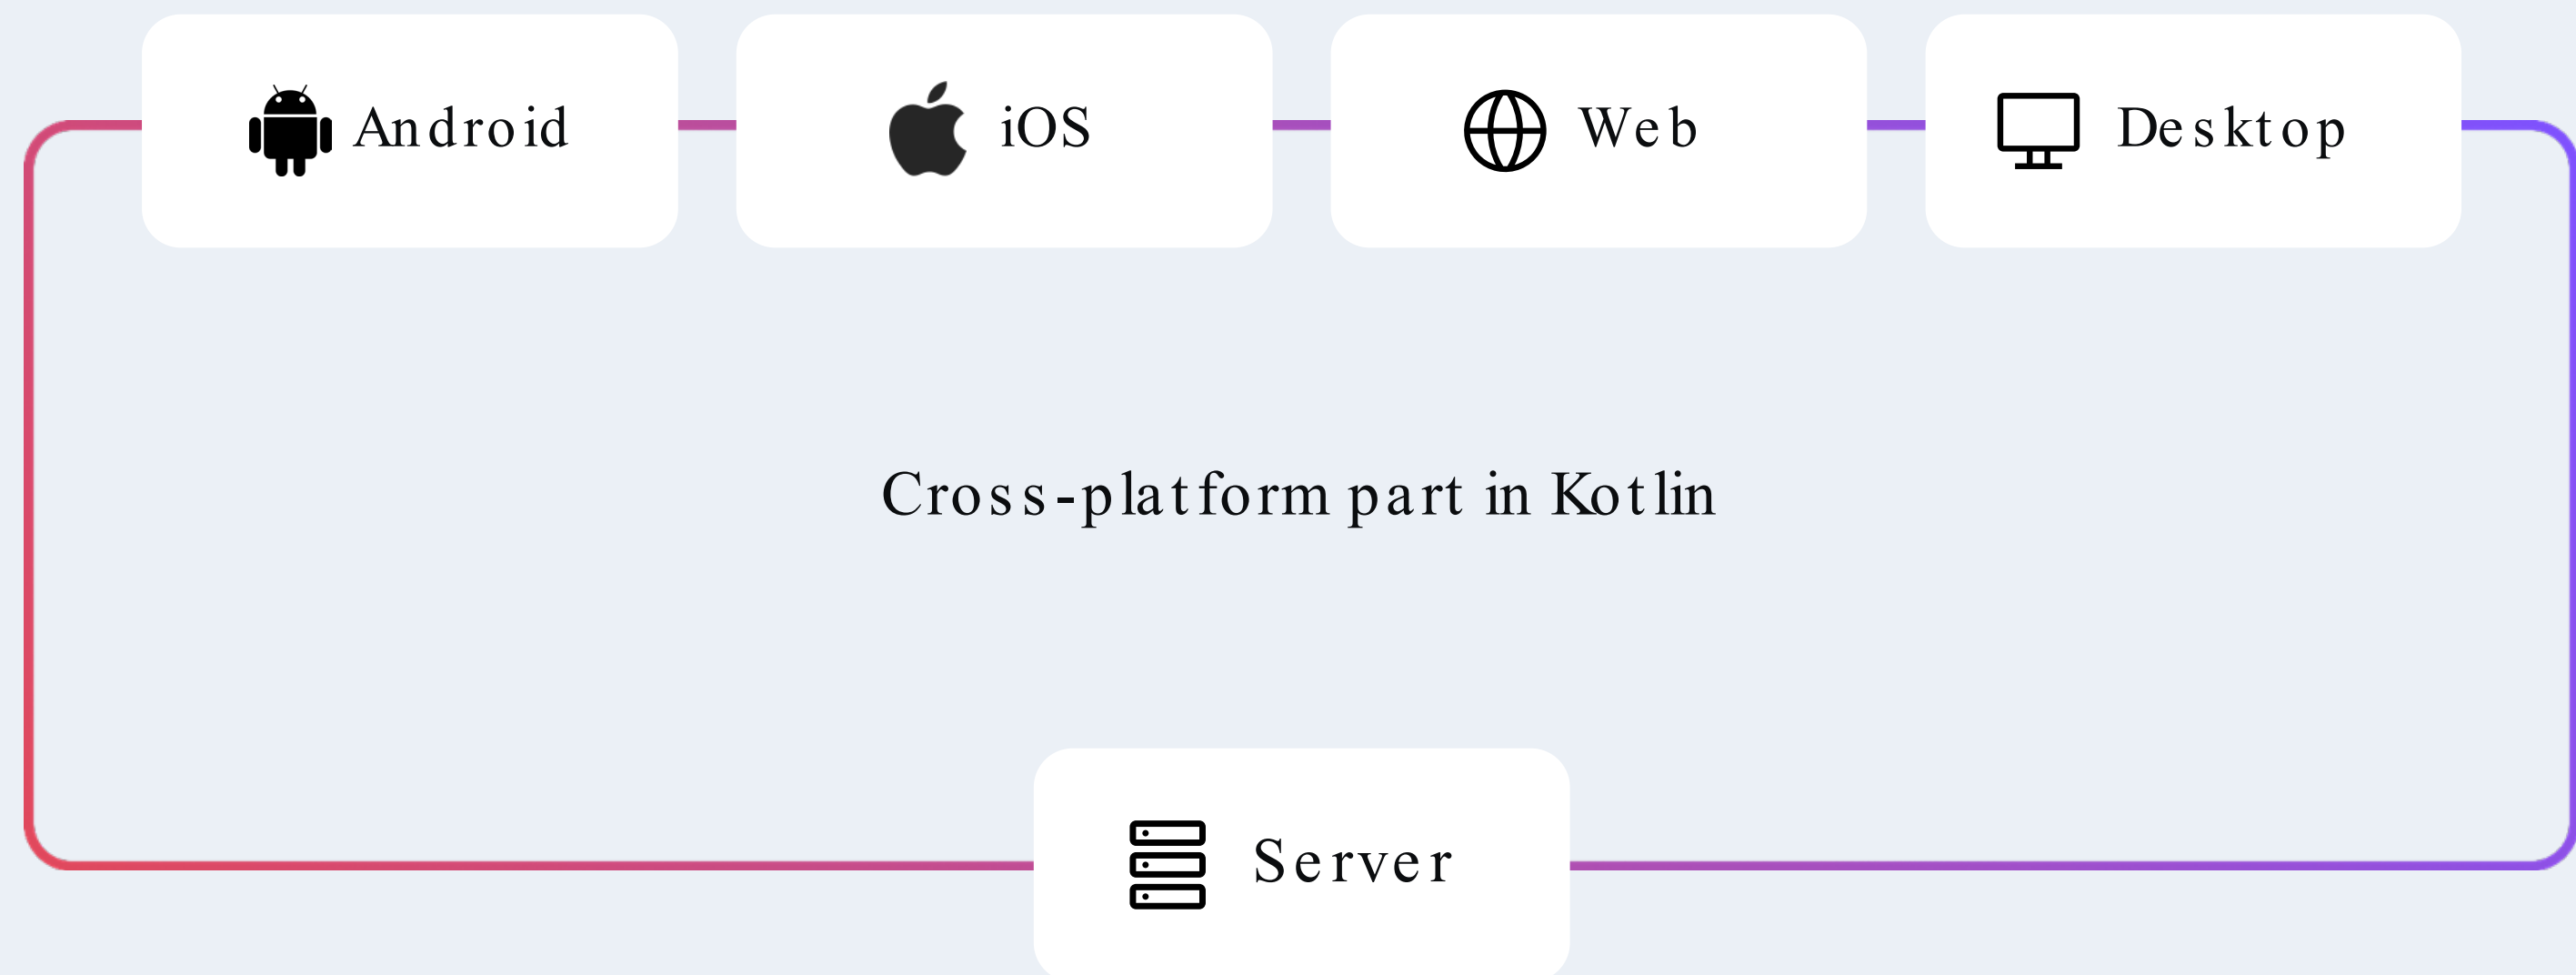 Android
iOS
Web
Desktop
Cross-platform part in Kotlin
Server